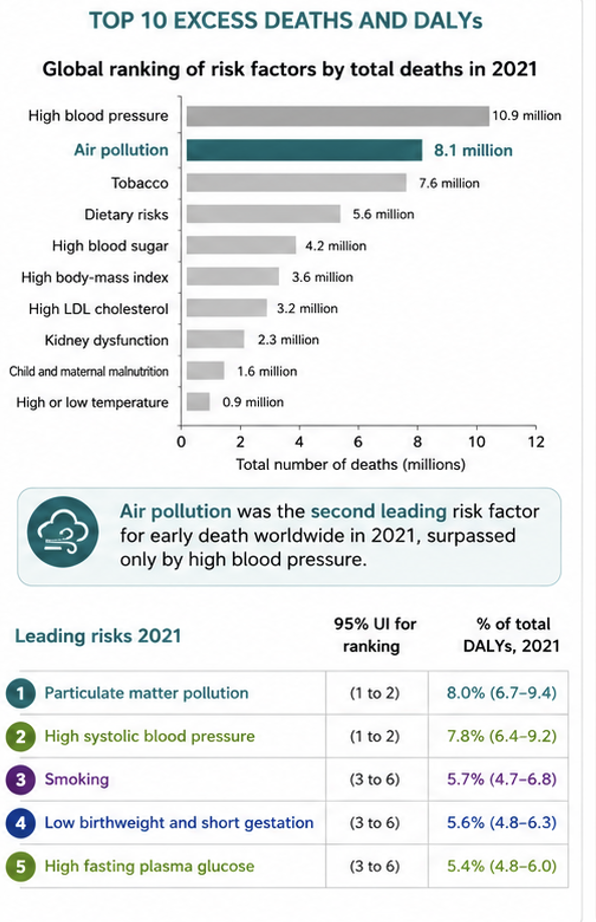 TOP 10 EXCESS DEATHS AND DALYs
Global ranking of risk factors by total deaths in 2021
High blood pressure 10.9 million
Air pollution 8.1 million
Tobacco 7.6 million
Dietary risks 5.6 million
High blood sugar 4.2 million
High body-mass index 3.6 million
High LDL cholesterol 3.2 million
Kidney dysfunction 2.3 million
Child and maternal malnutrition 1.6 million
High or low temperature 0.9 million
0 2 4 6 8 10 12
Total number of deaths (millions)
Air pollution was the second leading risk factor
for early death worldwide in 2021, surpassed
only by high blood pressure.
Leading risks 2021
95% UI for
ranking
% of total
DALYs, 2021
1 Particulate matter pollution (1 to 2) 8.0% (6.7–9.4)
2 High systolic blood pressure (1 to 2) 7.8% (6.4–9.2)
3 Smoking (3 to 6) 5.7% (4.7–6.8)
4 Low birthweight and short gestation (3 to 6) 5.6% (4.8–6.3)
5 High fasting plasma glucose (3 to 6) 5.4% (4.8–6.0)